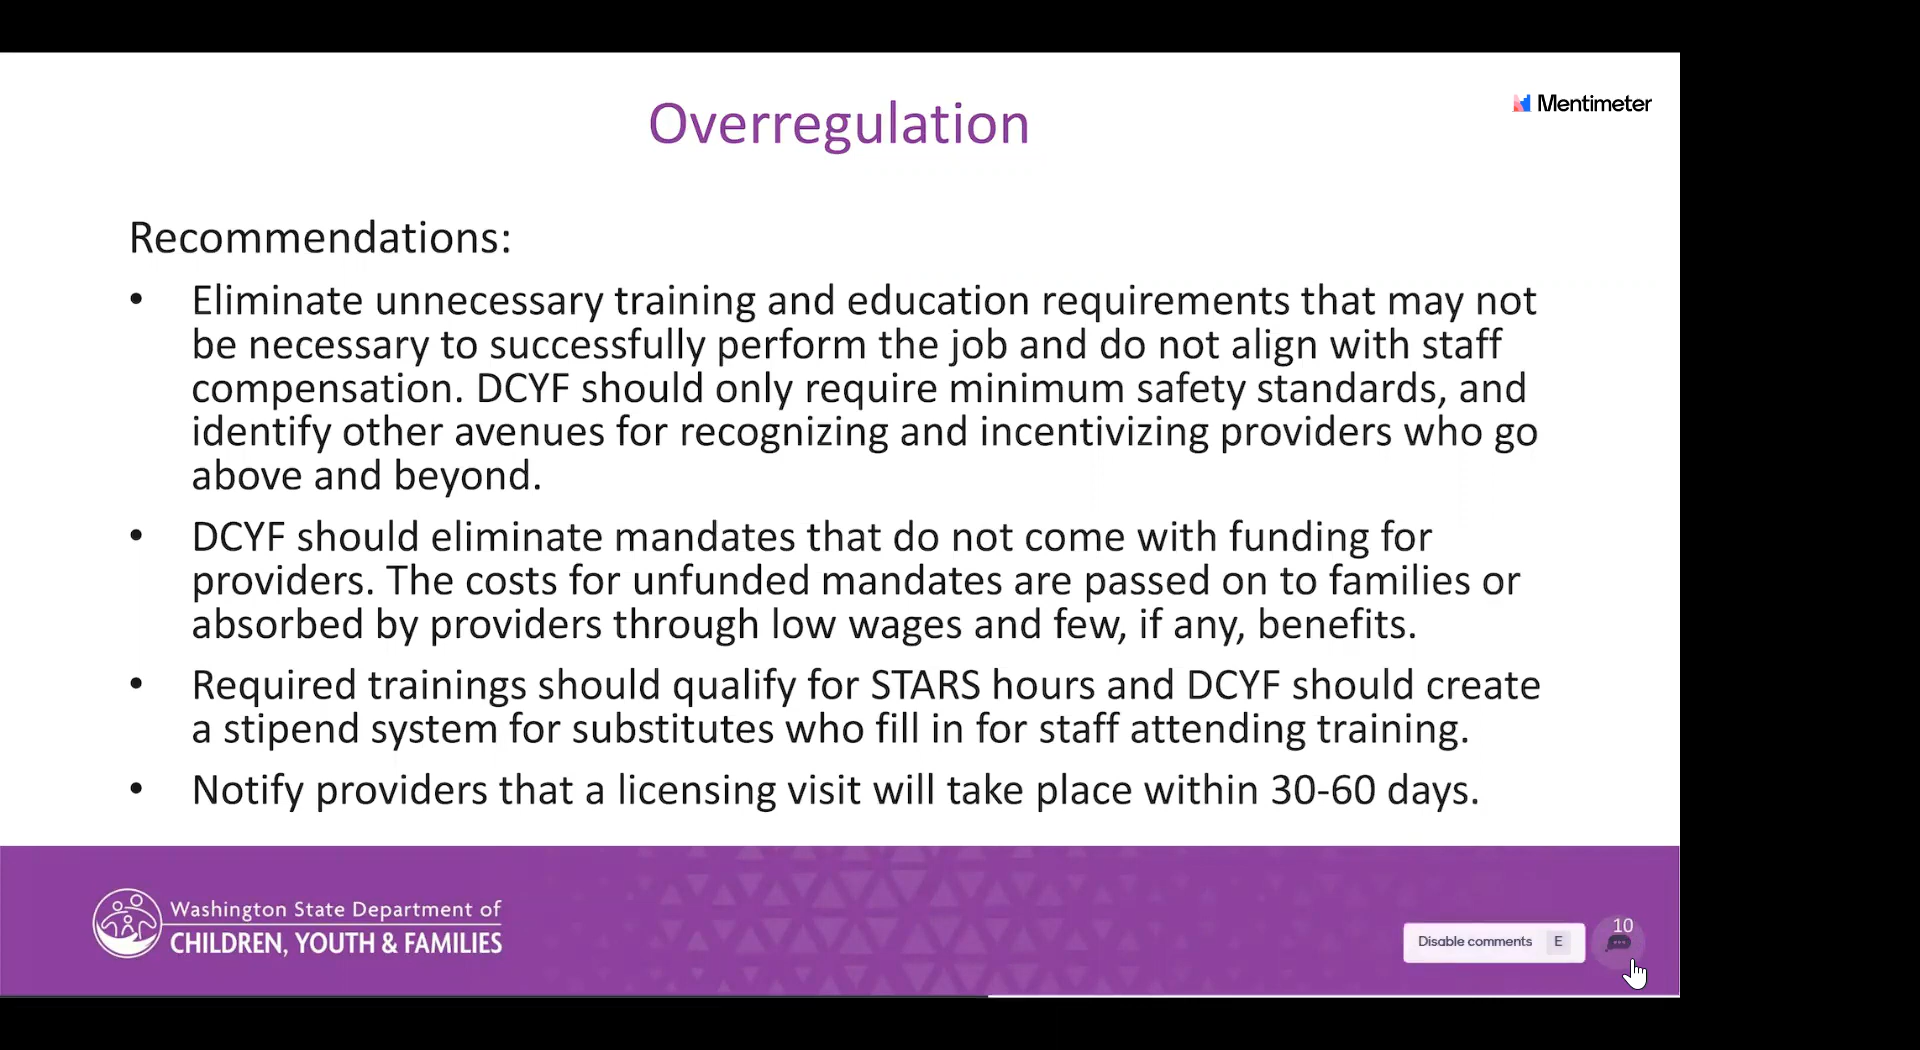 Mentimeter
Overregulation
Recommendations:
• Eliminate unnecessary training and education requirements that may not
be necessary to successfully perform the job and do not align with staff
compensation. DCYF should only require minimum safety standards, and
identify other avenues for recognizing and incentivizing providers who go
above and beyond.
• DCYF should eliminate mandates that do not come with funding for
providers. The costs for unfunded mandates are passed on to families or
absorbed by providers through low wages and few, if any, benefits.
• Required trainings should qualify for STARS hours and DCYF should create
a stipend system for substitutes who fill in for staff attending training.
• Notify providers that a licensing visit will take place within 30-60 days.
Washington State Department of
CHILDREN, YOUTH & FAMILIES
Disable comments E
10